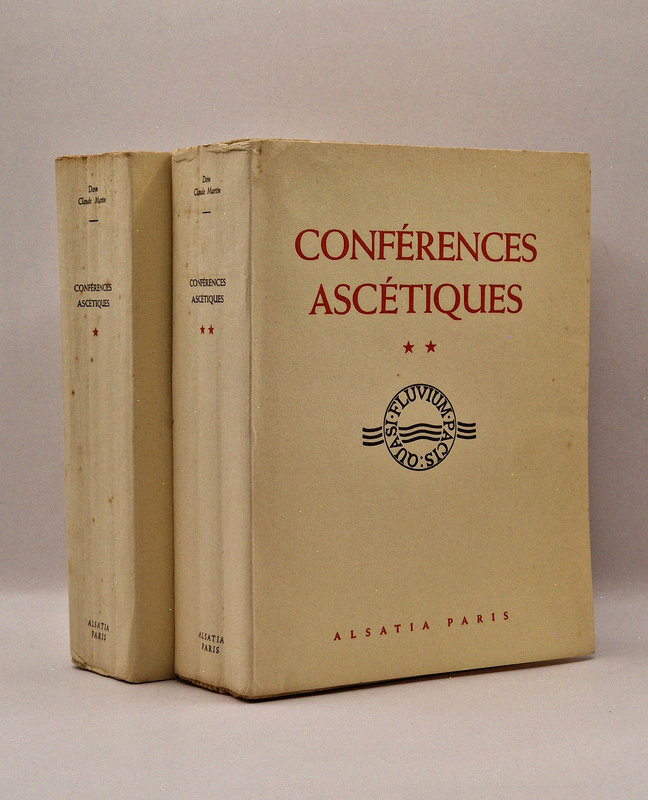 Dom
Claude Martin
CONFÉRENCES
ASCÉTIQUES
★
ALSATIA
PARIS
Dom
Claude Martin
CONFÉRENCES
ASCÉTIQUES
★★
ALSATIA
PARIS
CONFÉRENCES
ASCÉTIQUES
★ ★
QUASI·FLUVIUM·PACIS:
ALSATIA PARIS